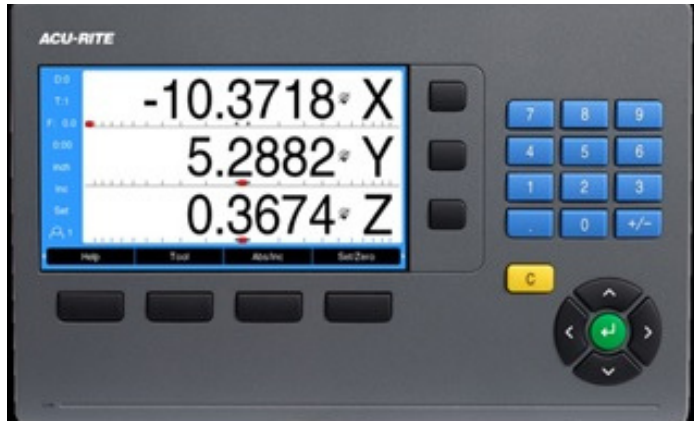 ACU-RITE
D:0
T:1
F: 0.0
0:00
inch
Inc
Set
1
-10.3718 X
5.2882 Y
0.3674 Z
Help Tool Abs/Inc Set/Zero
7 8 9
4 5 6
1 2 3
. 0 +/-
C